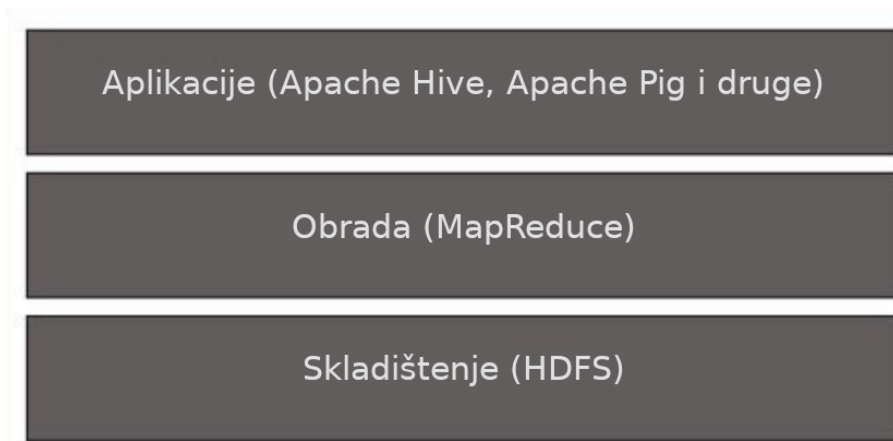 Aplikacije (Apache Hive, Apache Pig i druge)
Obrada (MapReduce)
Skladištenje (HDFS)